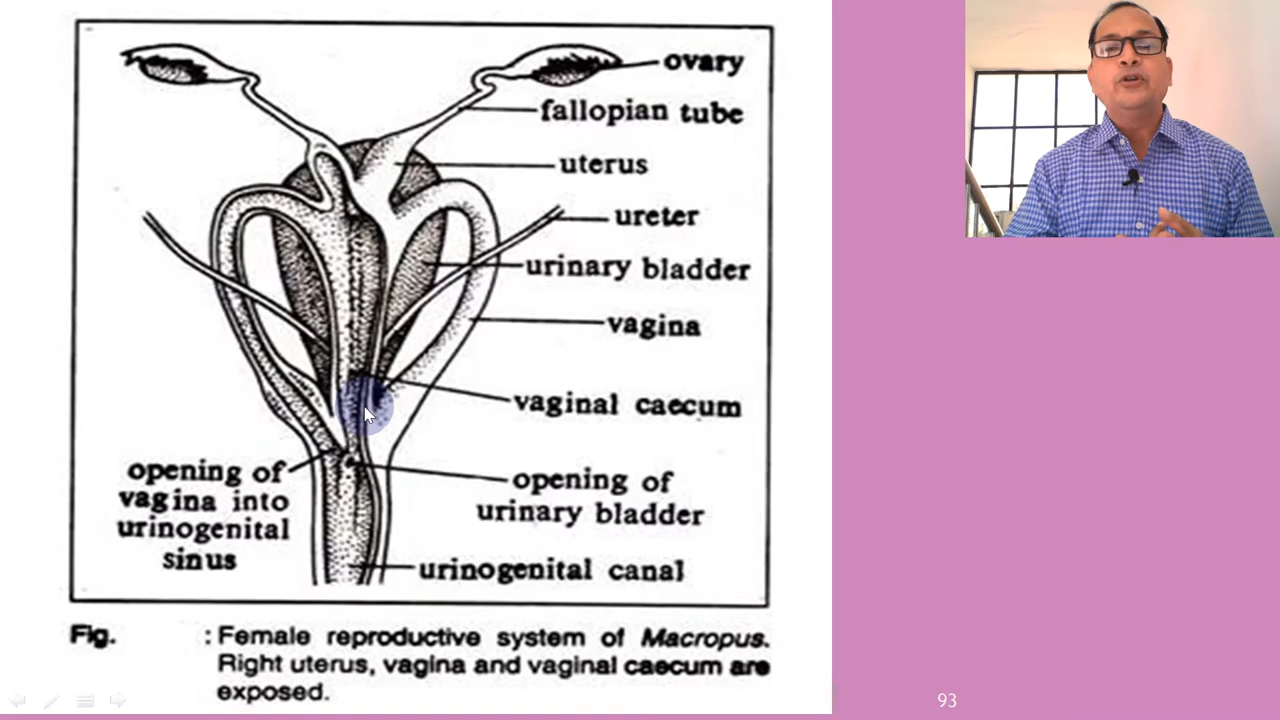 ovary
fallopian tube
uterus
ureter
urinary bladder
vagina
vaginal caecum
opening of
vagina into
urinogenital
sinus
opening of
urinary bladder
urinogenital canal
Fig. : Female reproductive system of Macropus.
Right uterus, vagina and vaginal caecum are
exposed.
93